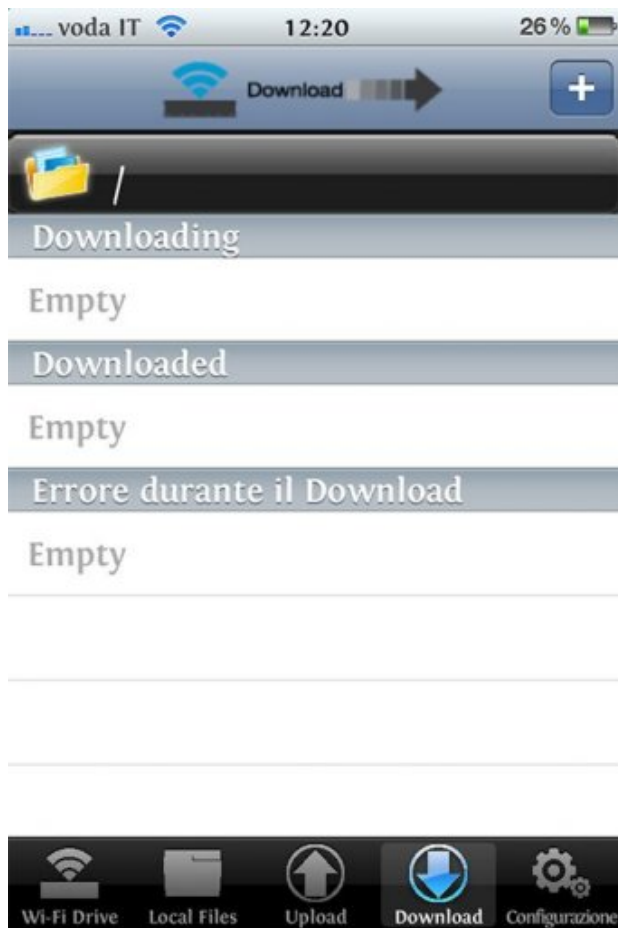 voda IT 12:20 26%
Download
+
/
Downloading
Empty
Downloaded
Empty
Errore durante il Download
Empty
Wi-Fi Drive Local Files Upload Download Configurazione